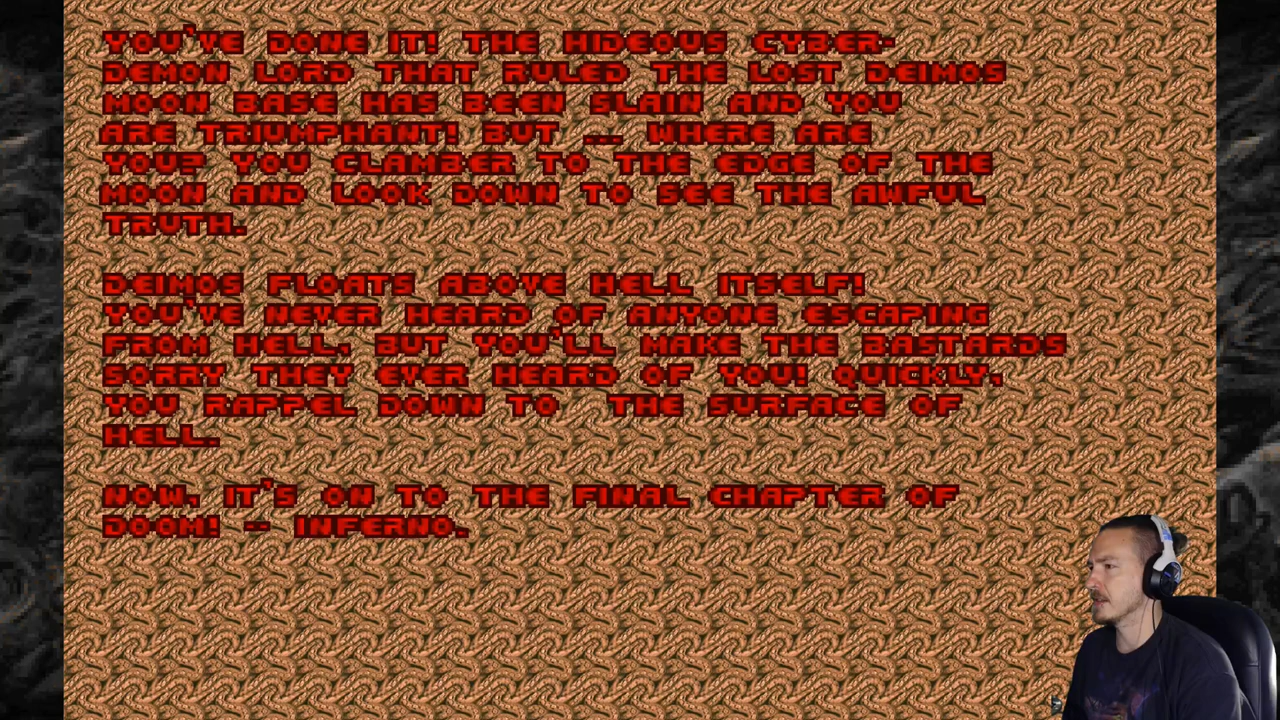 YOU'VE DONE IT! THE HIDEOUS CYBER-
DEMON LORD THAT RULED THE LOST DEIMOS
MOON BASE HAS BEEN SLAIN AND YOU
ARE TRIUMPHANT! BUT ... WHERE ARE
YOU? YOU CLAMBER TO THE EDGE OF THE
MOON AND LOOK DOWN TO SEE THE AWFUL
TRUTH.
DEIMOS FLOATS ABOVE HELL ITSELF!
YOU'VE NEVER HEARD OF ANYONE ESCAPING
FROM HELL, BUT YOU'LL MAKE THE BASTARDS
SORRY THEY EVER HEARD OF YOU! QUICKLY,
YOU RAPPEL DOWN TO THE SURFACE OF
HELL.
NOW, IT'S ON TO THE FINAL CHAPTER OF
DOOM! -- INFERNO.